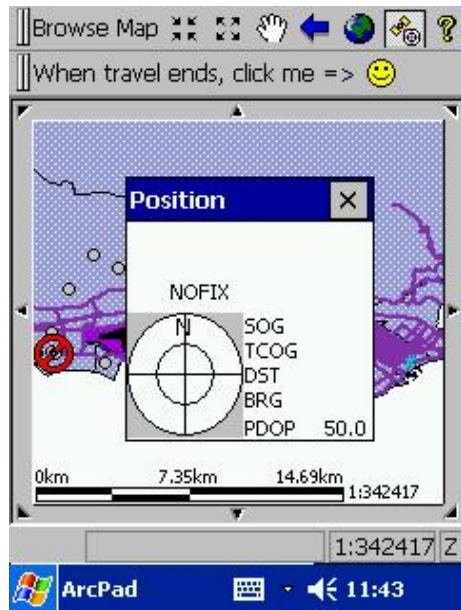 Browse Map ?
When travel ends, click me =>
Position
NOFIX
N
SOG
TCOG
DST
BRG
PDOP 50.0
0km 7.35km 14.69km
1:342417
1:342417 Z
ArcPad 11:43